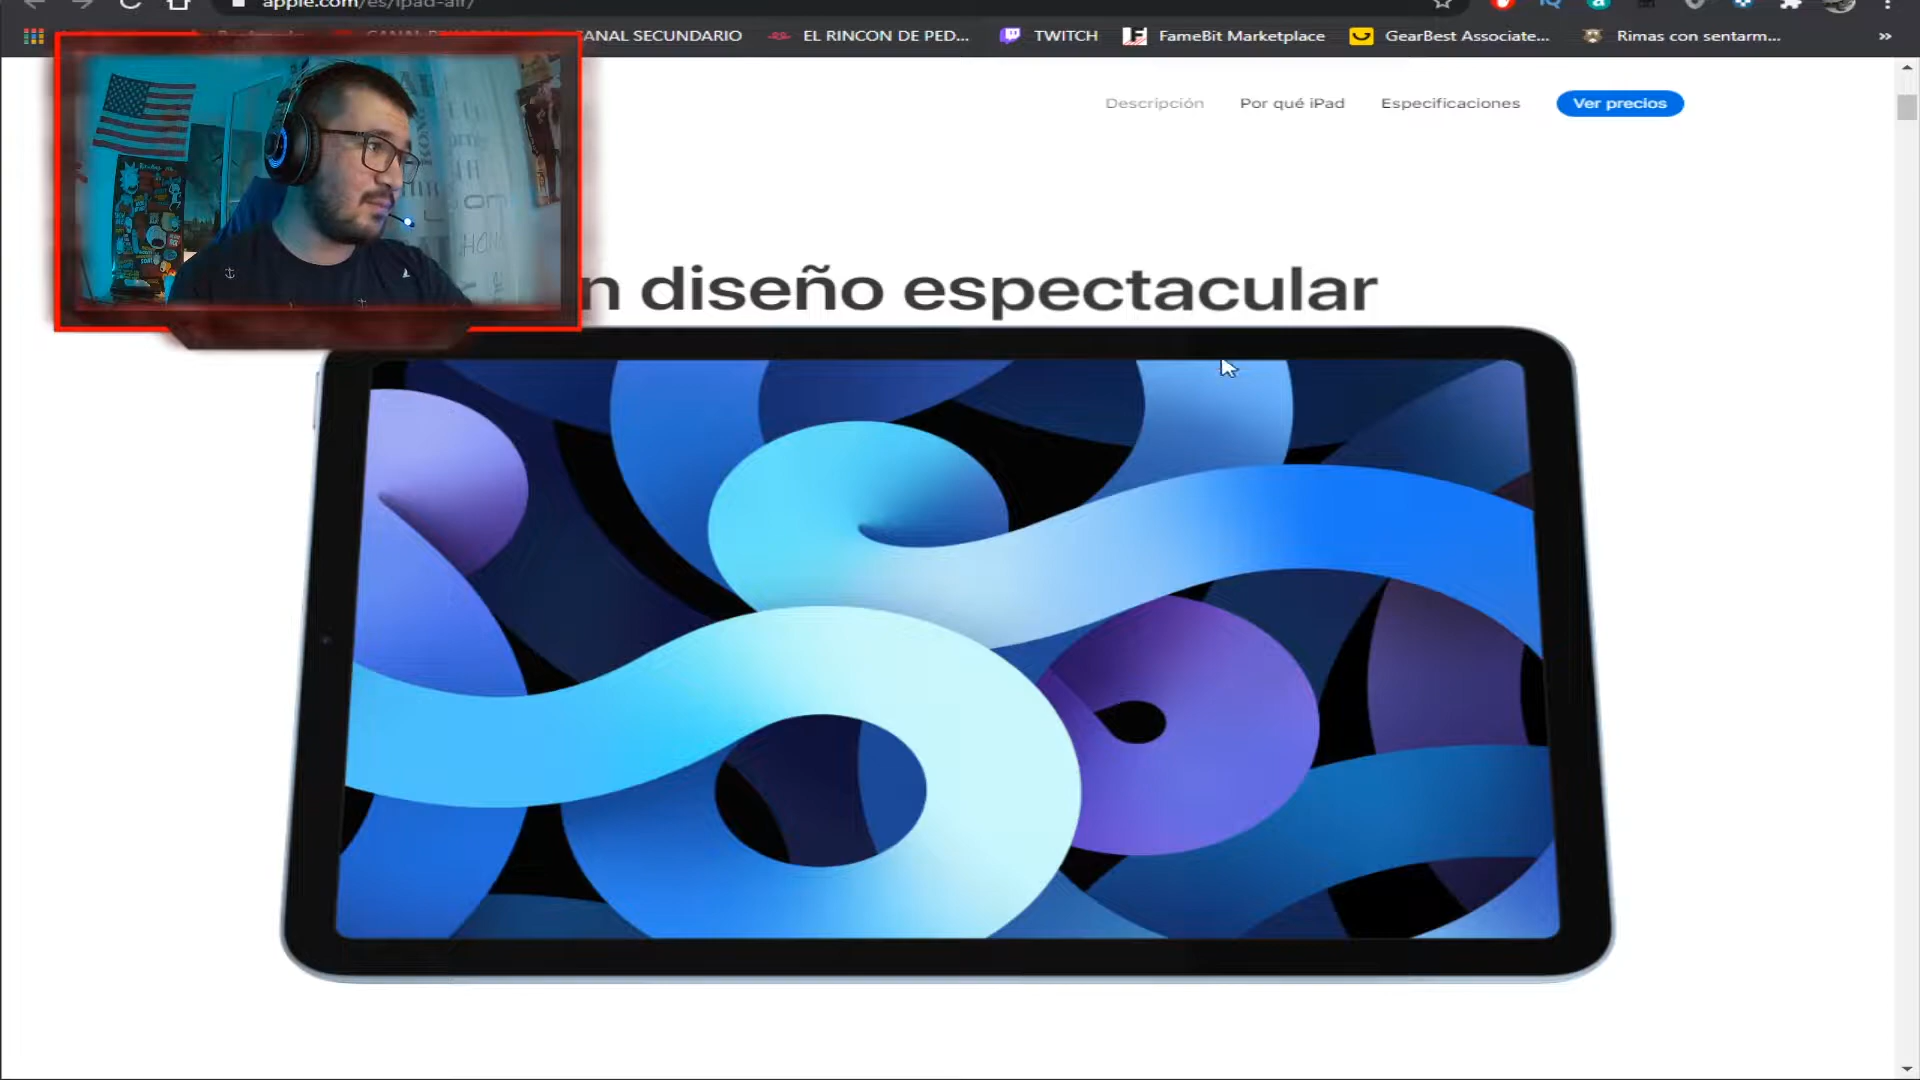 apple.com/es/ipad-air/
CANAL SECUNDARIO
EL RINCON DE PED...
TWITCH
FameBit Marketplace
GearBest Associate...
Rimas con sentarm...
»
Descripción
Por qué iPad
Especificaciones
Ver precios
n diseño espectacular